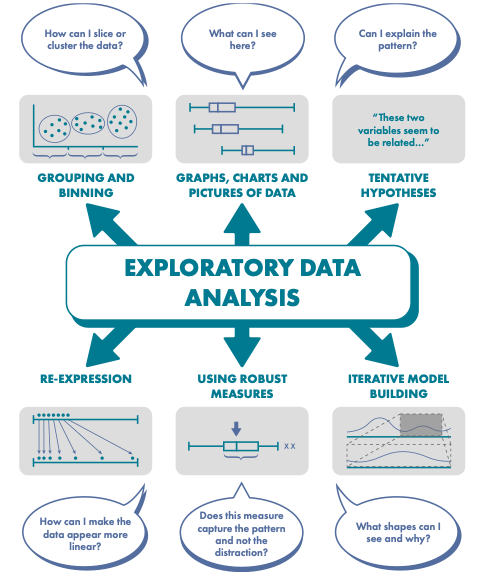 How can I slice or
cluster the data?
What can I see
here?
Can I explain the
pattern?
"These two
variables seem to
be related..."
GROUPING AND
BINNING
GRAPHS, CHARTS AND
PICTURES OF DATA
TENTATIVE
HYPOTHESES
EXPLORATORY DATA
ANALYSIS
RE-EXPRESSION
USING ROBUST
MEASURES
ITERATIVE MODEL
BUILDING
x x
How can I make the
data appear more
linear?
Does this measure
capture the pattern
and not the
distraction?
What shapes can I
see and why?